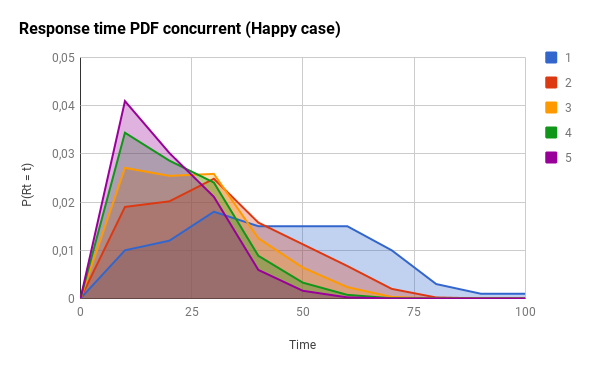 Response time PDF concurrent (Happy case)
0,05
0,04
0,03
0,02
0,01
0
P(Rt = t)
0 25 50 75 100
Time
1
2
3
4
5